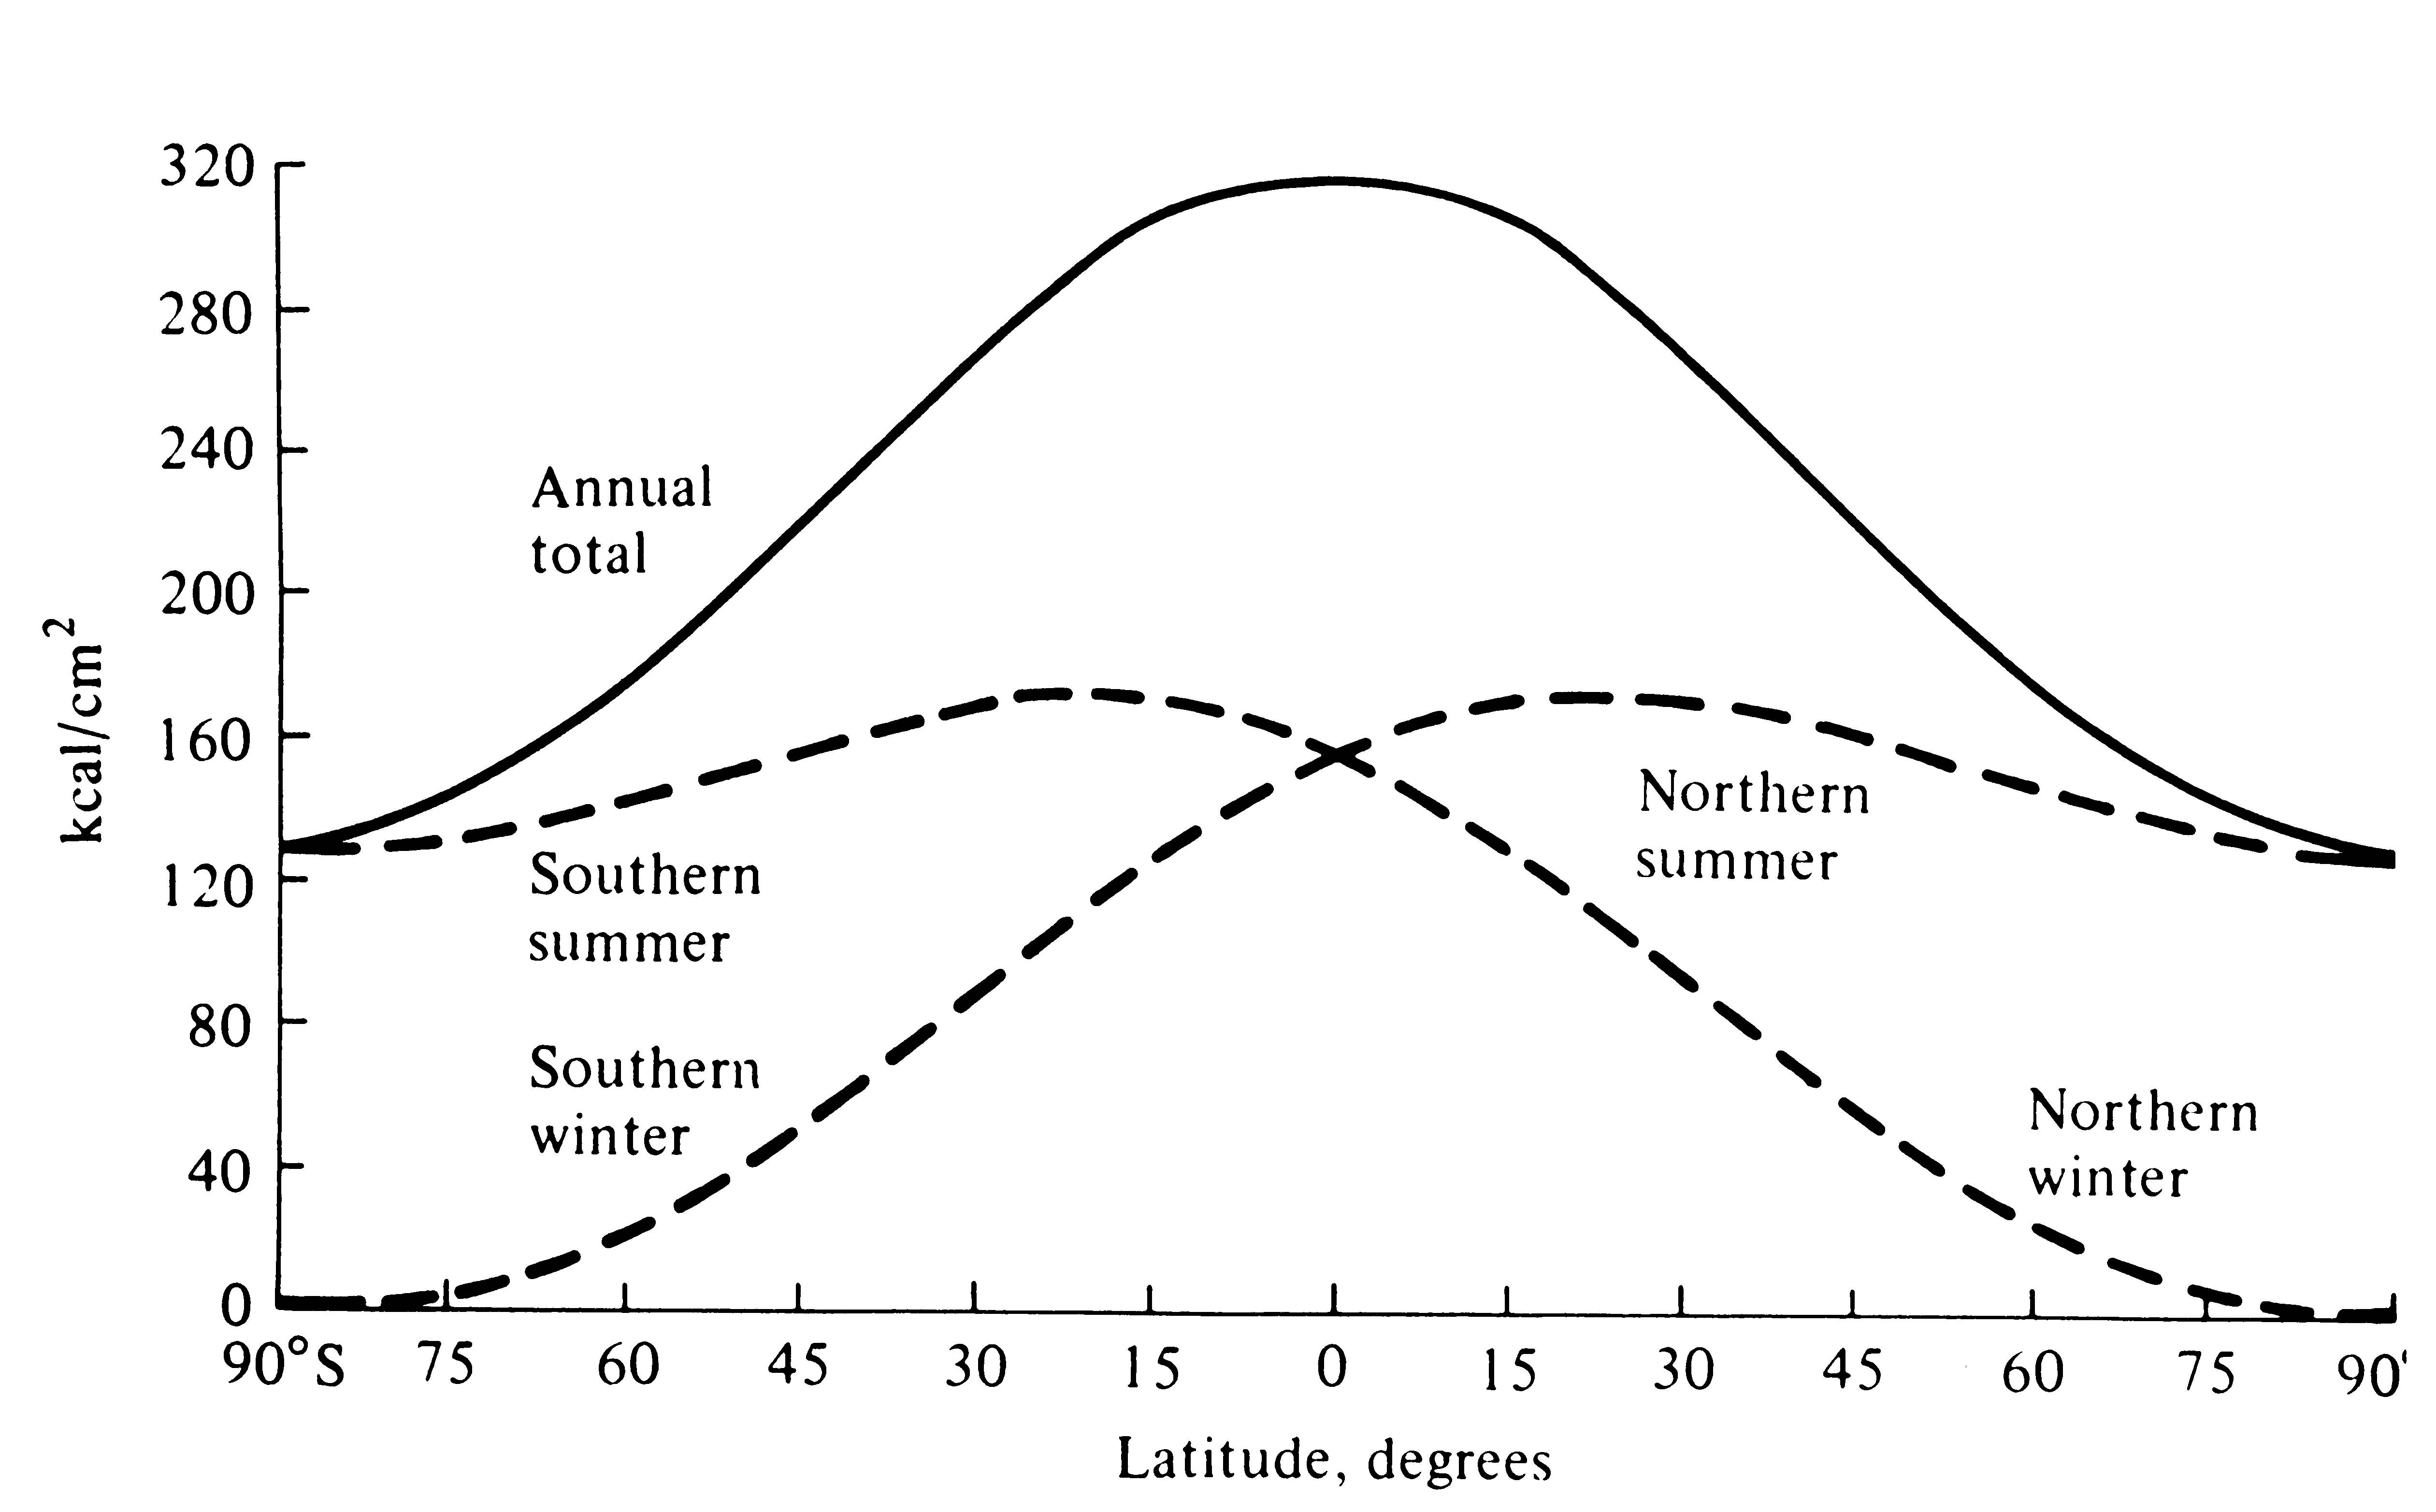 320
280
240
200
160
120
80
40
0
kcal/cm²
Annual
total
Southern
summer
Southern
winter
Northern
summer
Northern
winter
90°S 75 60 45 30 15 0 15 30 45 60 75 90°
Latitude, degrees